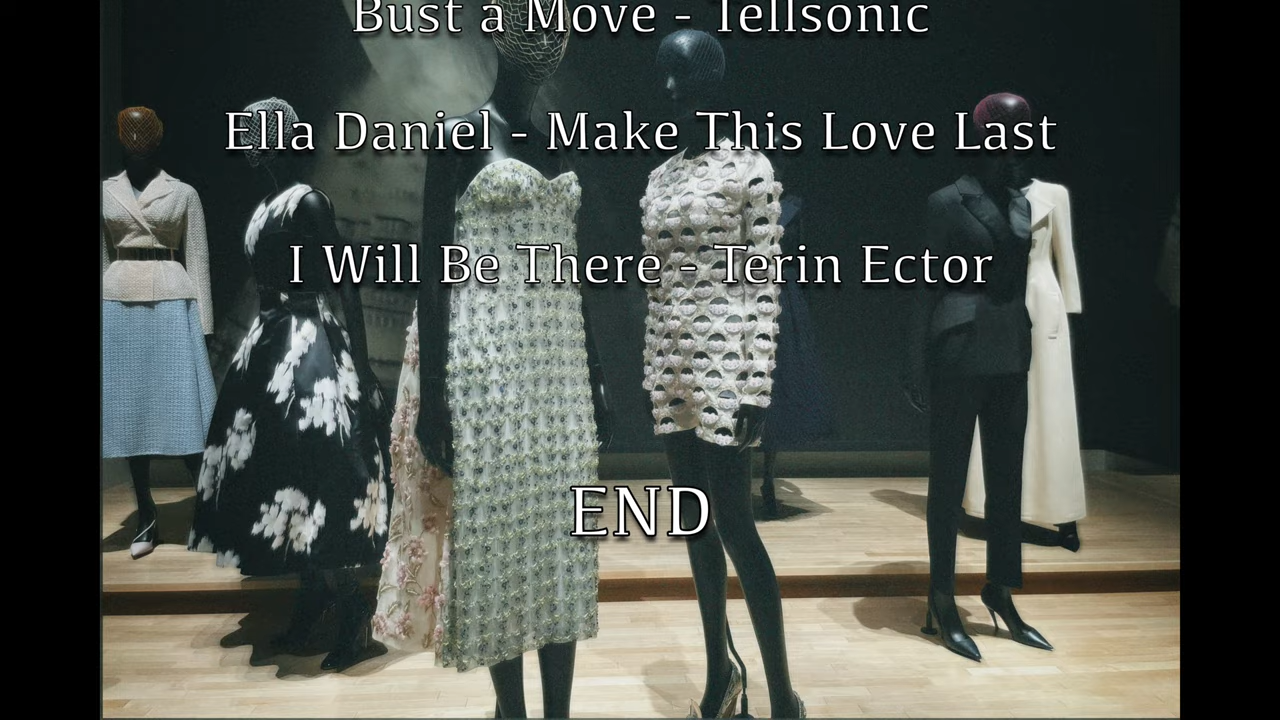 Bust a Move - Tellsonic
Ella Daniel - Make This Love Last
I Will Be There - Terin Ector
END